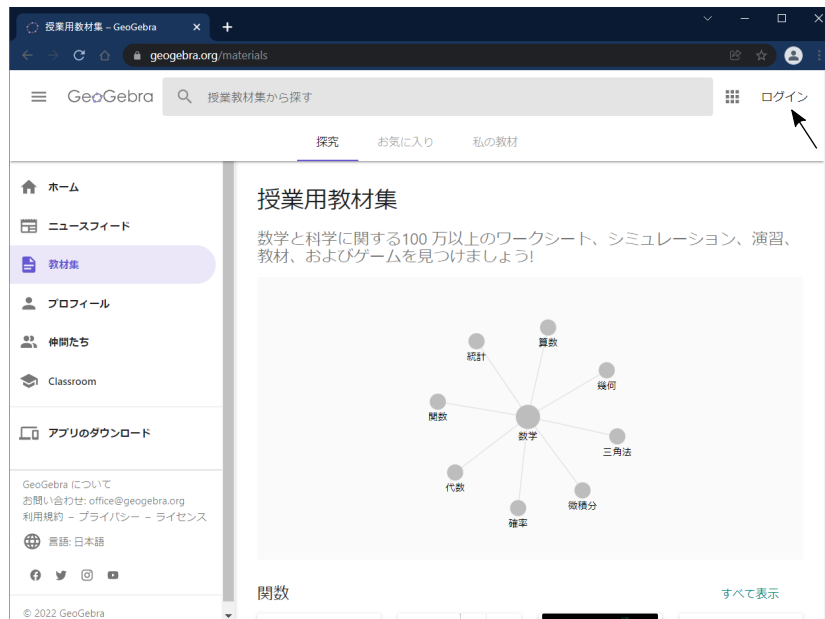 授業用教材集 – GeoGebra
geogebra.org/materials
GeoGebra
授業教材集から探す
ログイン
探究
お気に入り
私の教材
ホーム
ニュースフィード
教材集
プロフィール
仲間たち
Classroom
アプリのダウンロード
GeoGebra について
お問い合わせ: office@geogebra.org
利用規約 – プライバシー – ライセンス
言語: 日本語
© 2022 GeoGebra
授業用教材集
数学と科学に関する100 万以上のワークシート、シミュレーション、演習、
教材、およびゲームを見つけましょう!
算数
統計
幾何
関数
数学
三角法
代数
微積分
確率
関数
すべて表示